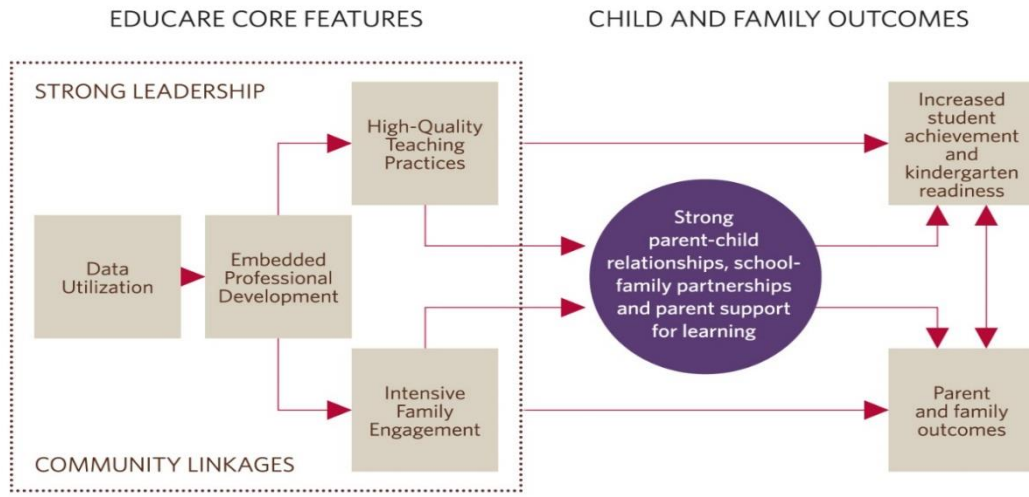 EDUCARE CORE FEATURES
CHILD AND FAMILY OUTCOMES
STRONG LEADERSHIP
High-Quality
Teaching
Practices
Increased
student
achievement
and
kindergarten
readiness
Data
Utilization
Embedded
Professional
Development
Strong
parent-child
relationships, school-
family partnerships
and parent support
for learning
Intensive
Family
Engagement
Parent
and family
outcomes
COMMUNITY LINKAGES